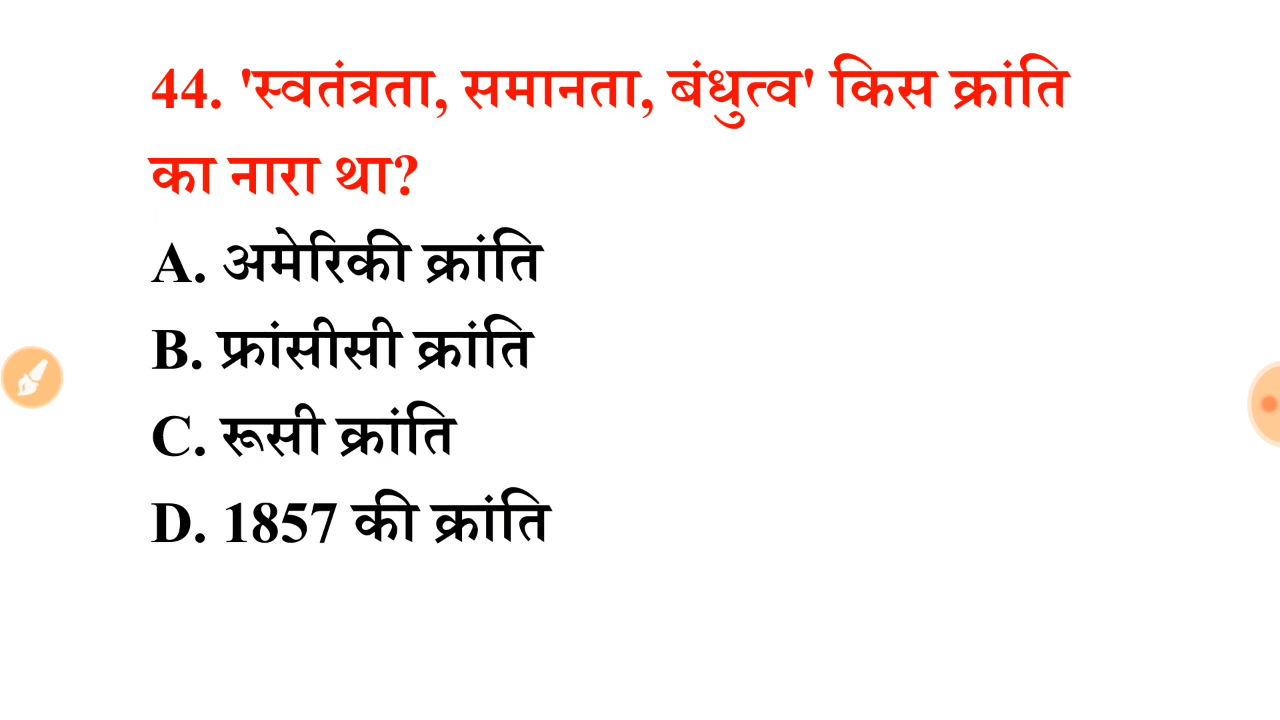 44. 'स्वतंत्रता, समानता, बंधुत्व' किस क्रांति
का नारा था?
A. अमेरिकी क्रांति
B. फ्रांसीसी क्रांति
C. रूसी क्रांति
D. 1857 की क्रांति